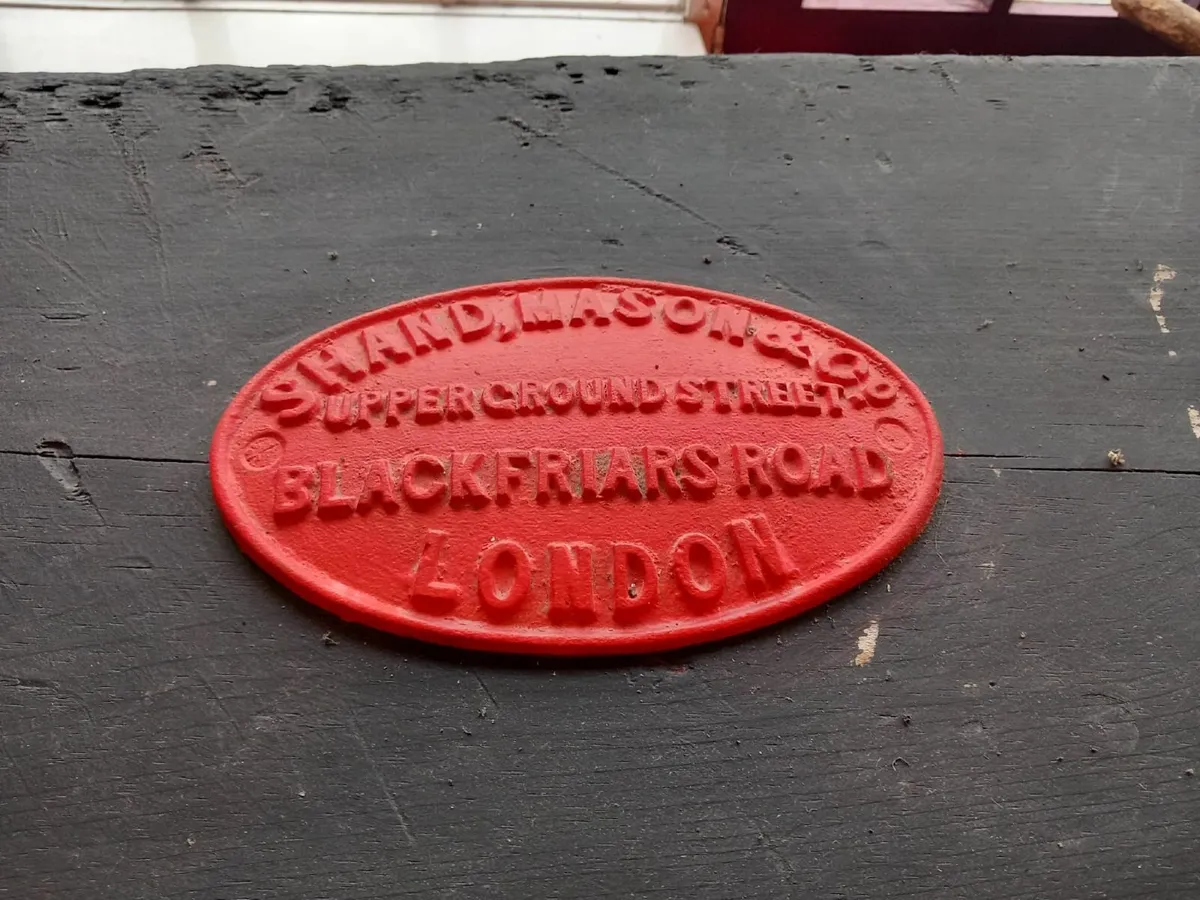 SHAND, MASON & Co.
UPPER GROUND STREET.
BLACKFRIARS ROAD
LONDON